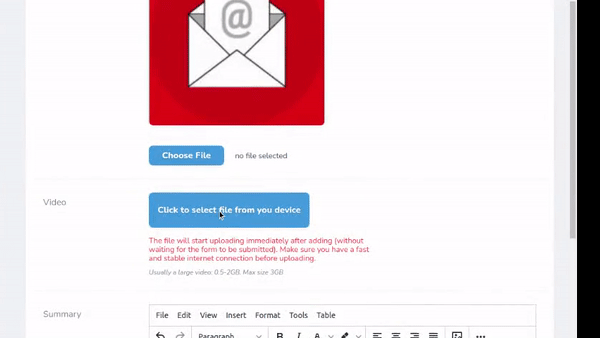 @
Choose File no file selected
Video
Click to select file from you device
The file will start uploading immediately after adding (without
waiting for the form to be submitted). Make sure you have a fast
and stable internet connection before uploading.
Usually a large video, 0.5-2GB, Max size 3GB
Summary
File Edit View Insert Format Tools Table
Paragraph B I A